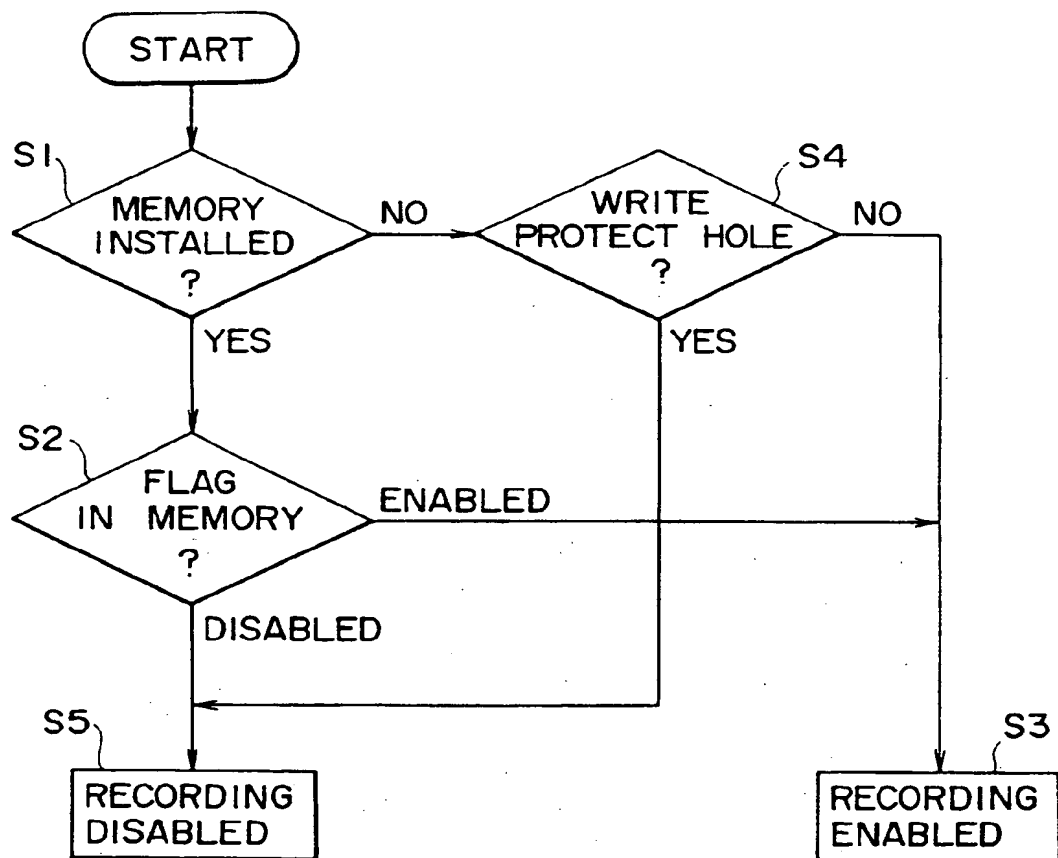 START
S1
MEMORY
INSTALLED
?
NO
YES
S4
WRITE
PROTECT HOLE
?
NO
YES
S2
FLAG
IN MEMORY
?
ENABLED
DISABLED
S5
RECORDING
DISABLED
S3
RECORDING
ENABLED